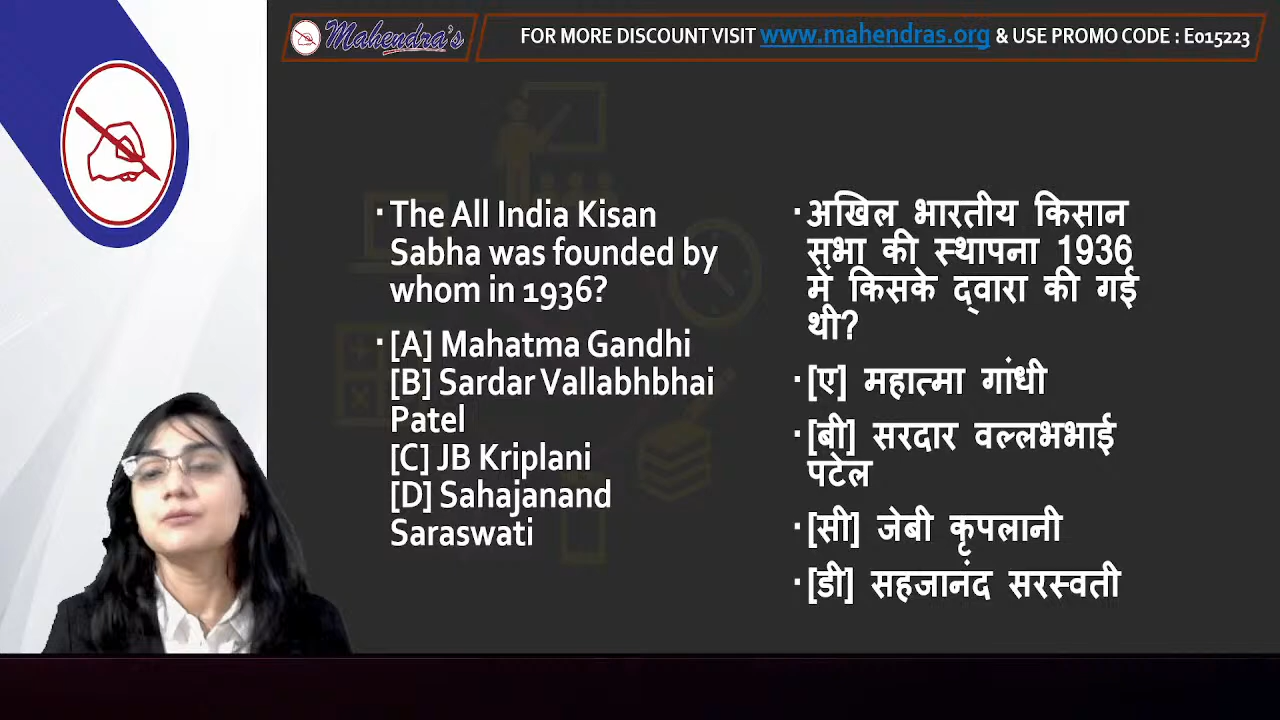 Mahendra's
FOR MORE DISCOUNT VISIT www.mahendras.org & USE PROMO CODE : E015223
The All India Kisan
Sabha was founded by
whom in 1936?
[A] Mahatma Gandhi
[B] Sardar Vallabhbhai
Patel
[C] JB Kriplani
[D] Sahajanand
Saraswati
अखिल भारतीय किसान
सभा की स्थापना 1936
में किसके द्वारा की गई
थी?
[ए] महात्मा गांधी
[बी] सरदार वल्लभभाई
पटेल
[सी] जेबी कृपलानी
[डी] सहजानंद सरस्वती